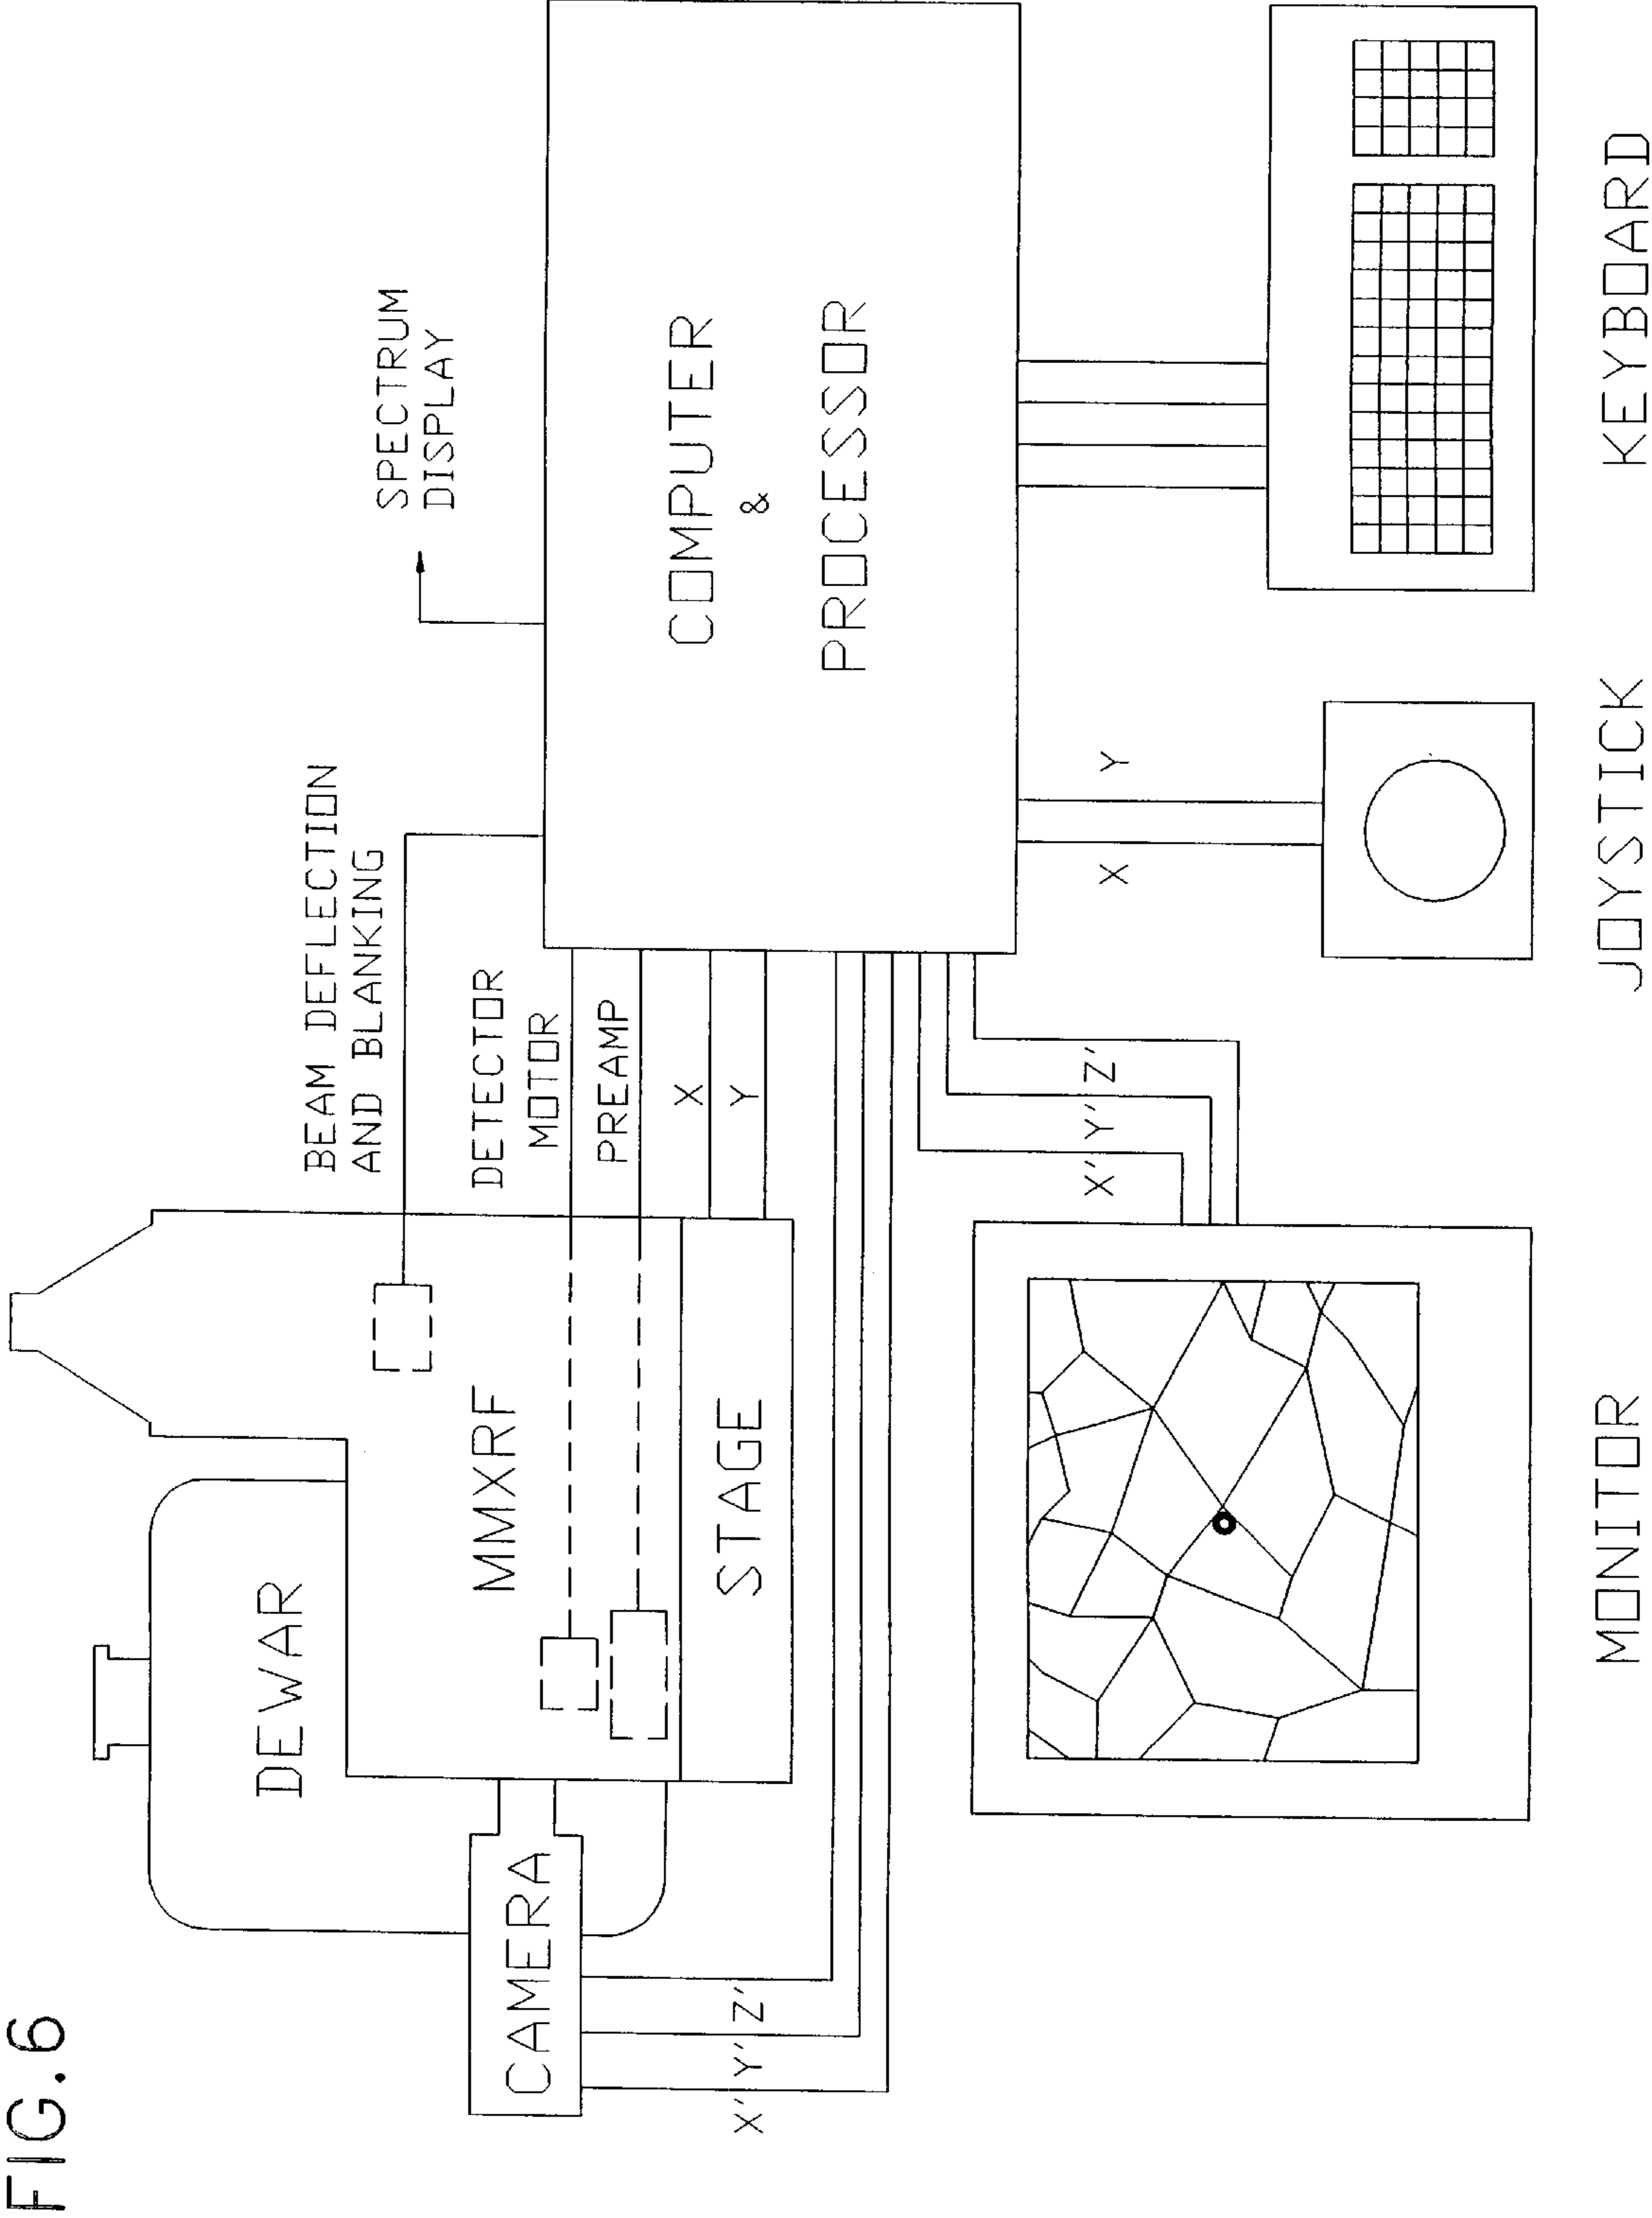 FIG.6
DEWAR
BEAM DEFLECTION
AND BLANKING
SPECTRUM
DISPLAY
CAMERA
MMXRF
DETECTOR
MOTOR
PREAMP
X
Y
STAGE
COMPUTER
&
PROCESSOR
X' Y' Z'
X' Y' Z'
X
Y
MONITOR
JOYSTICK
KEYBOARD